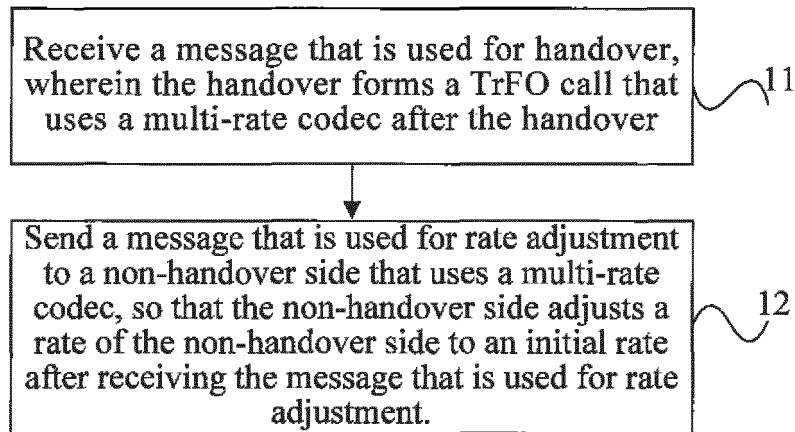 Receive a message that is used for handover,
wherein the handover forms a TrFO call that
uses a multi-rate codec after the handover
11
Send a message that is used for rate adjustment
to a non-handover side that uses a multi-rate
codec, so that the non-handover side adjusts a
rate of the non-handover side to an initial rate
after receiving the message that is used for rate
adjustment.
12